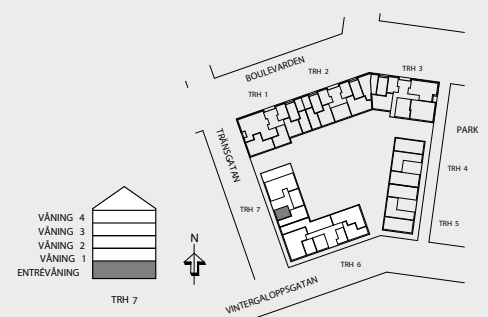 BOULEVARDEN
TRH 2
TRH 3
TRH 1
TRÄNSGATAN
PARK
TRH 4
TRH 7
TRH 5
VÅNING 4
VÅNING 3
VÅNING 2
VÅNING 1
ENTRÉVÅNING
N
TRH 6
TRH 7
VINTERGALOPPSGATAN